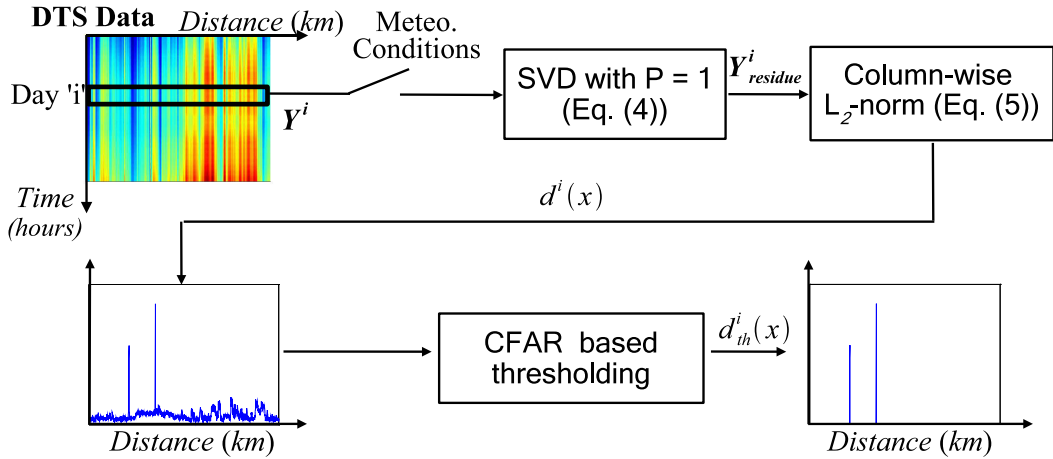 DTS Data
Distance (km)
Meteo.
Conditions
Day 'i'
Y^i
SVD with P = 1
(Eq. (4))
Y^i_residue
Column-wise
L_2-norm (Eq. (5))
Time
(hours)
d^i(x)
CFAR based
thresholding
d^i_th(x)
Distance (km)
Distance (km)